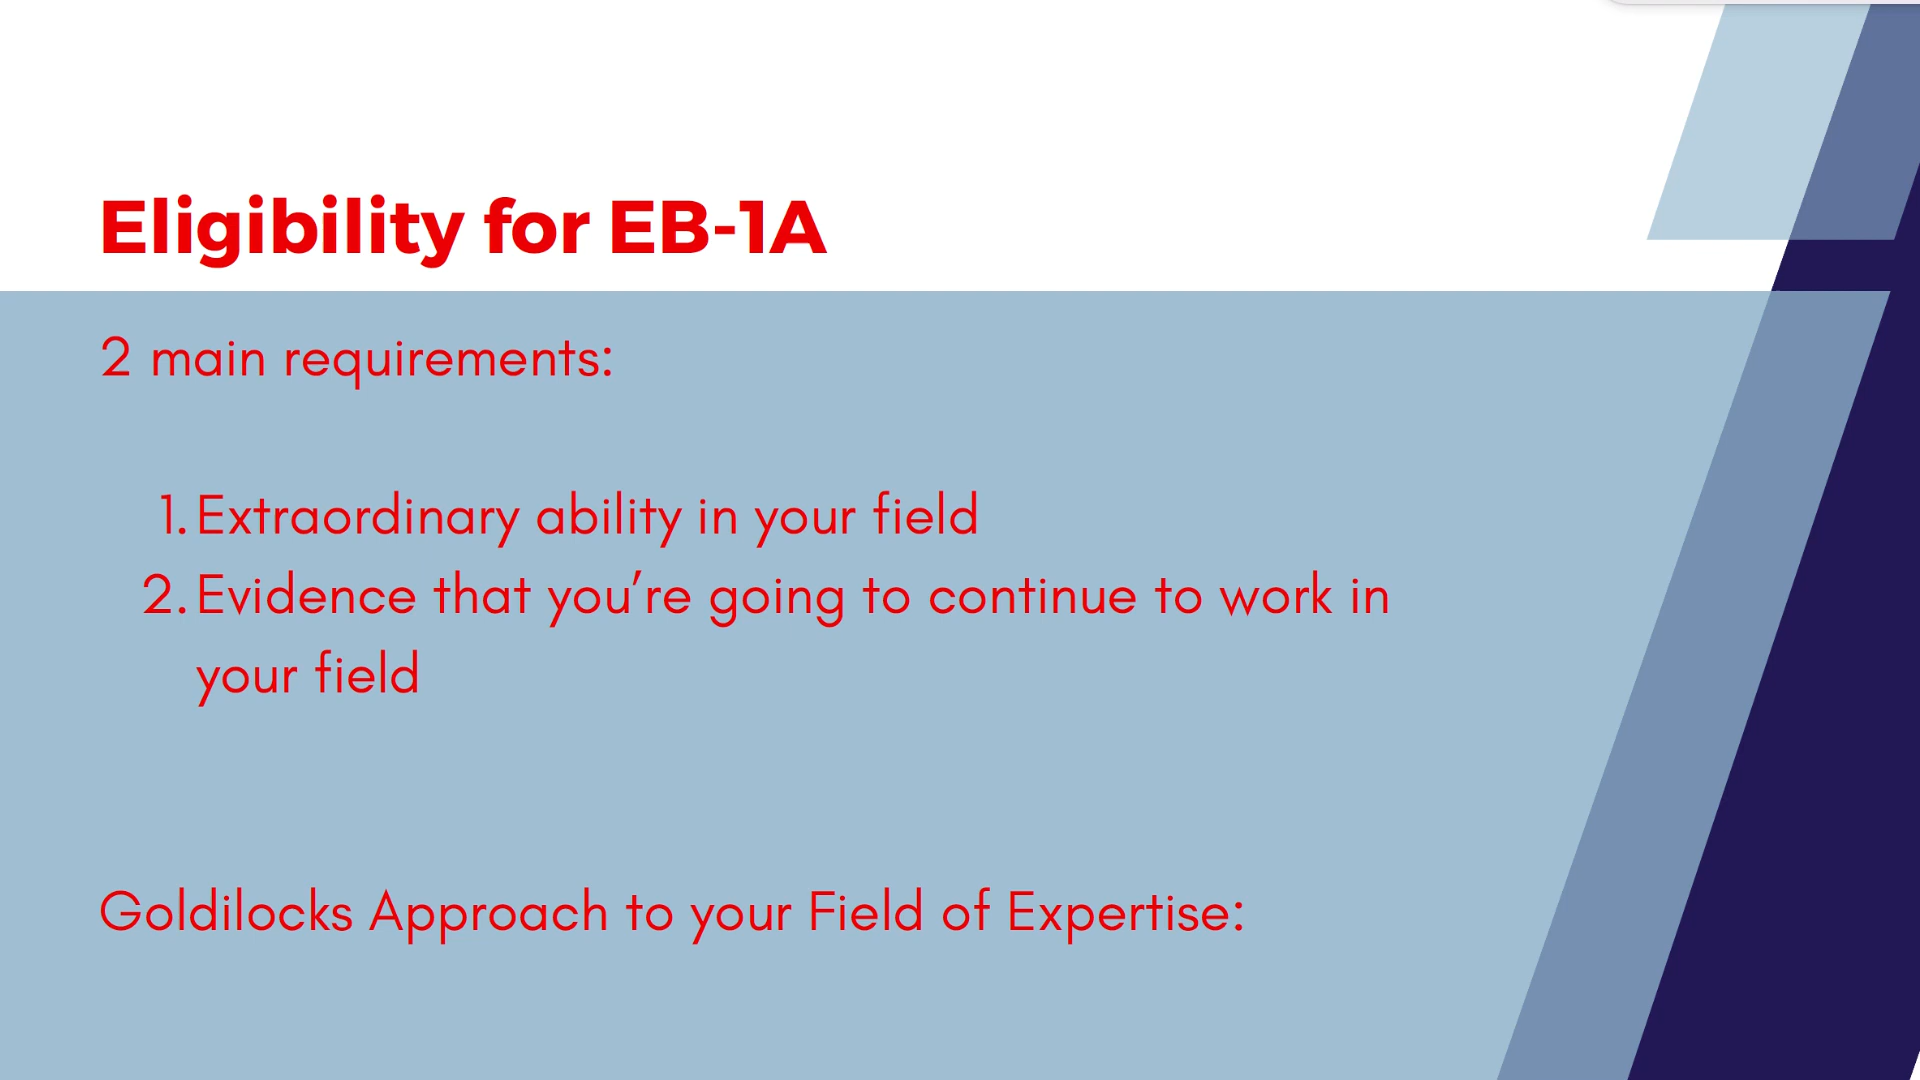 Eligibility for EB-1A
2 main requirements:
1. Extraordinary ability in your field
2. Evidence that you’re going to continue to work in
your field
Goldilocks Approach to your Field of Expertise: